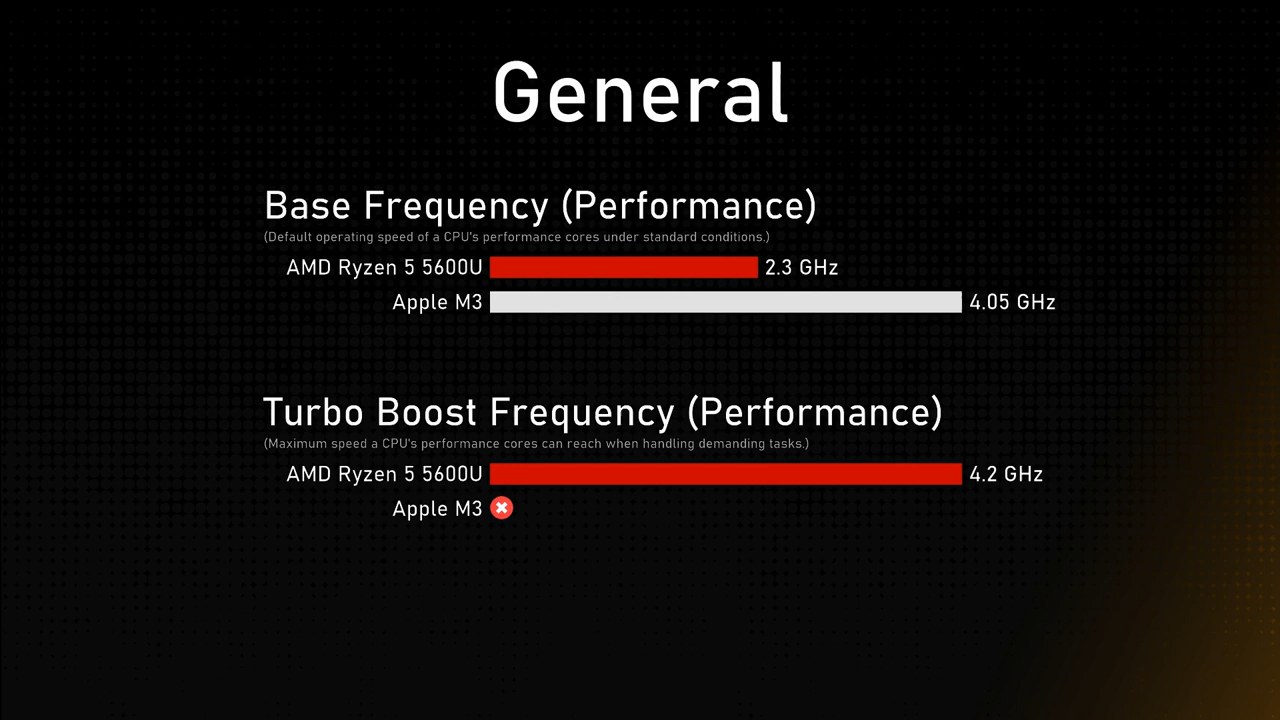 General
Base Frequency (Performance)
(Default operating speed of a CPU's performance cores under standard conditions.)
AMD Ryzen 5 5600U 2.3 GHz
Apple M3 4.05 GHz
Turbo Boost Frequency (Performance)
(Maximum speed a CPU's performance cores can reach when handling demanding tasks.)
AMD Ryzen 5 5600U 4.2 GHz
Apple M3